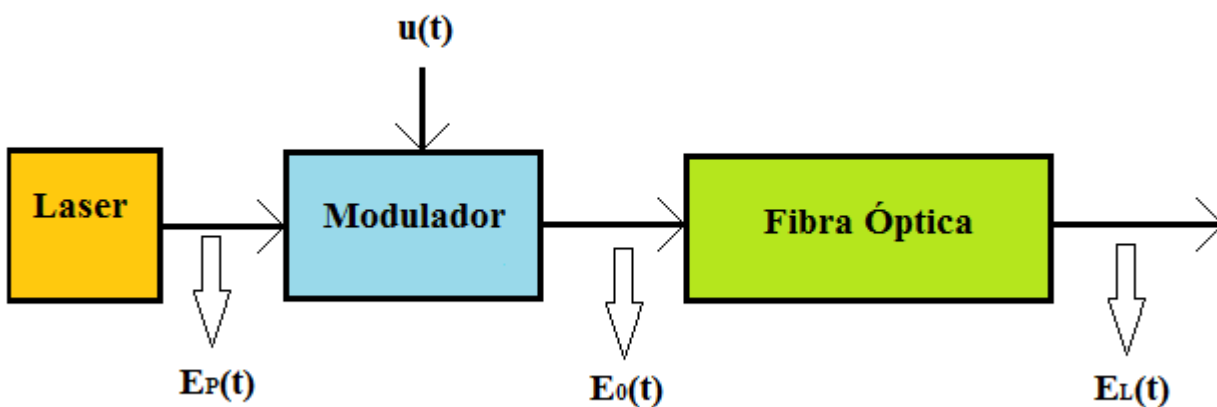 u(t)
Laser
Modulador
Fibra Óptica
EP(t)
E0(t)
EL(t)